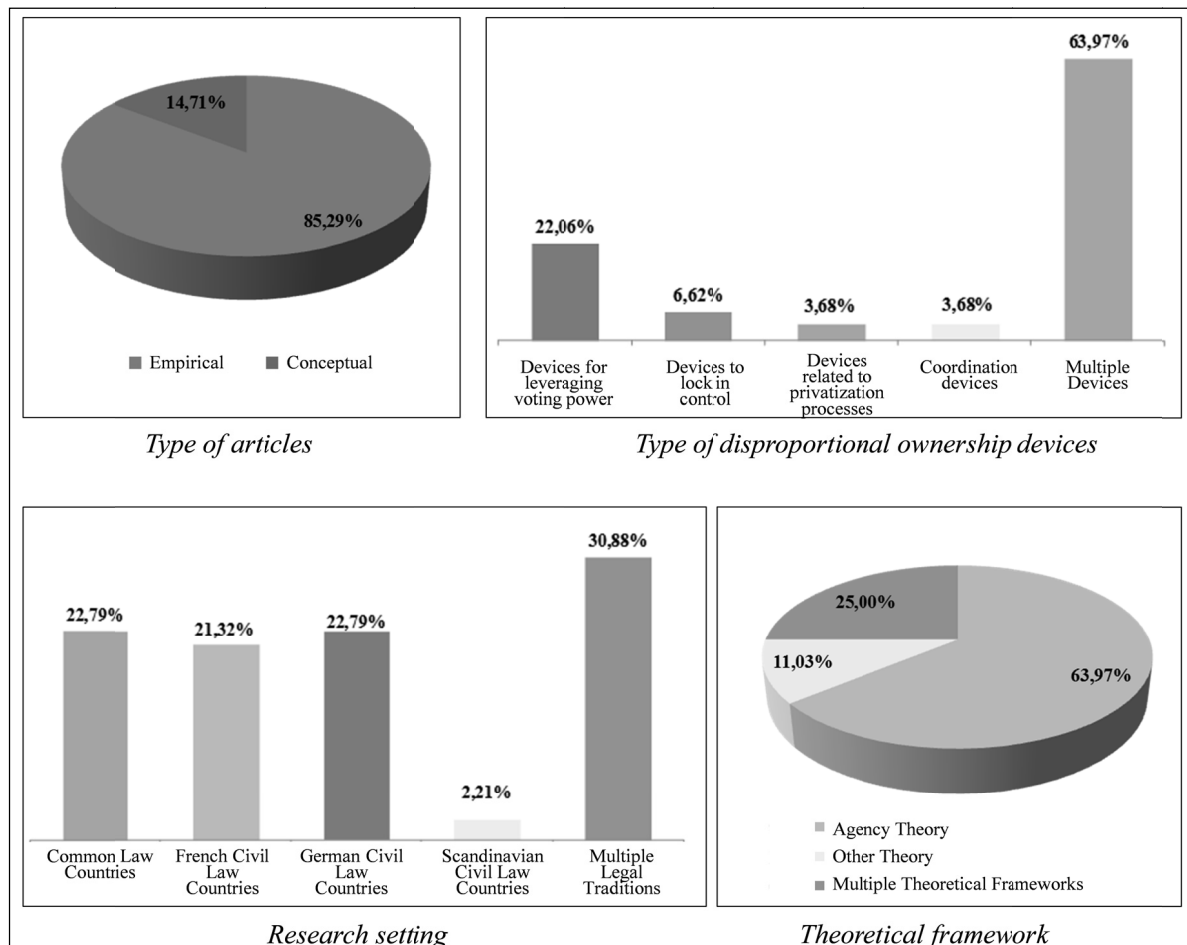 14,71%
85,29%
Empirical Conceptual
Type of articles
63,97%
22,06%
6,62%
3,68%
3,68%
Devices for
leveraging
voting power
Devices to
lock in
control
Devices
related to
privatization
processes
Coordination
devices
Multiple
Devices
Type of disproportional ownership devices
30,88%
22,79%
21,32%
22,79%
2,21%
Common Law
Countries
French Civil
Law
Countries
German Civil
Law
Countries
Scandinavian
Civil Law
Countries
Multiple
Legal
Traditions
Research setting
25,00%
11,03%
63,97%
Agency Theory
Other Theory
Multiple Theoretical Frameworks
Theoretical framework